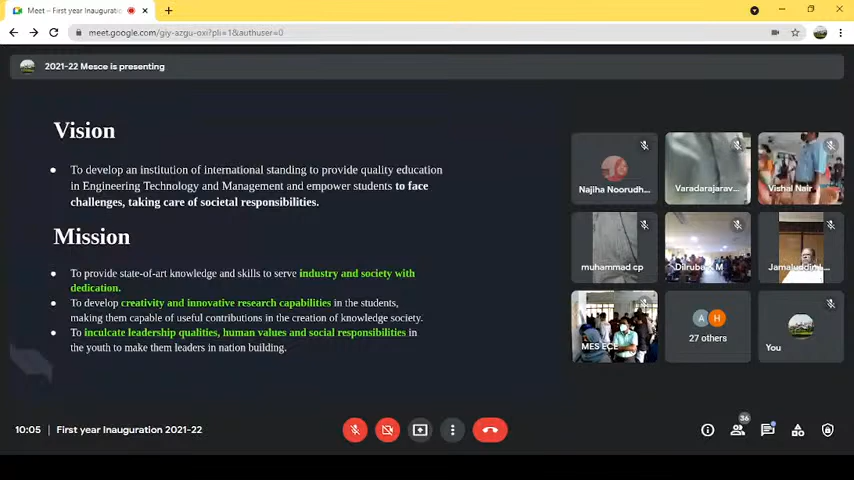 Meet – First year Inauguratio
meet.google.com/giy-azgu-oxi?pli=1&authuser=0
2021-22 Mesce is presenting
Vision
To develop an institution of international standing to provide quality education
in Engineering Technology and Management and empower students to face
challenges, taking care of societal responsibilities.
Mission
To provide state-of-art knowledge and skills to serve industry and society with
dedication.
To develop creativity and innovative research capabilities in the students,
making them capable of useful contributions in the creation of knowledge society.
To inculcate leadership qualities, human values and social responsibilities in
the youth to make them leaders in nation building.
Najiha Noorudh...
Varadarajarav...
Vishal Nair
muhammad cp
M
MES ECE
A
H
27 others
You
10:05
First year Inauguration 2021-22
36